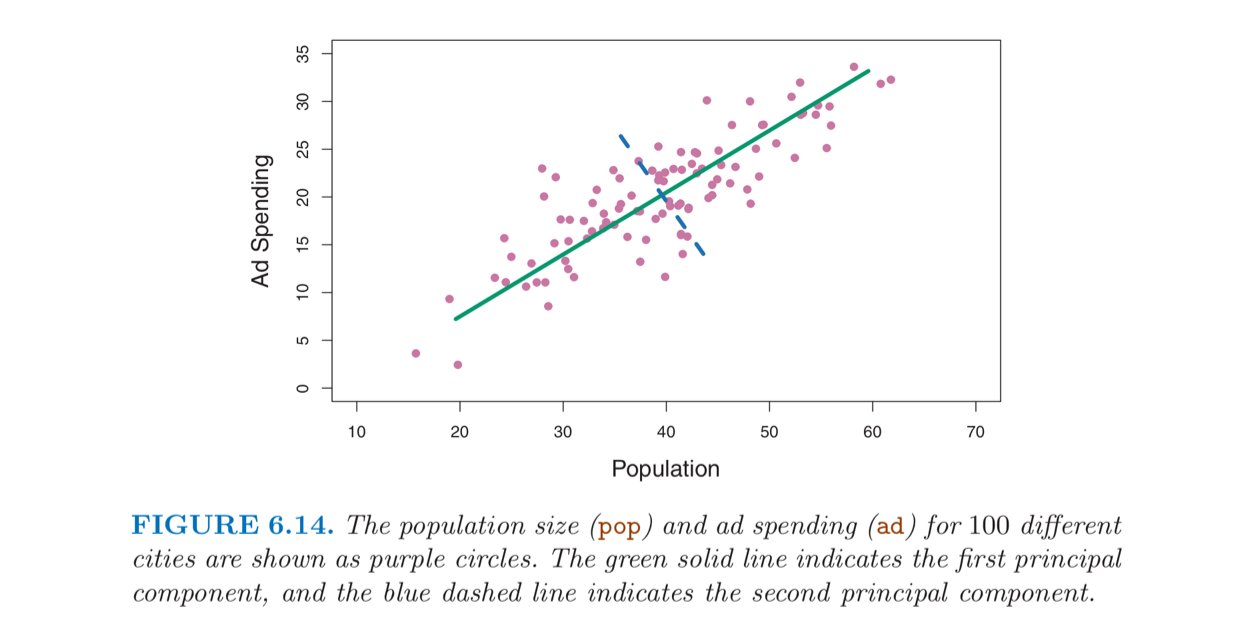 35
30
25
20
15
10
5
0
Ad Spending
10 20 30 40 50 60 70
Population
FIGURE 6.14. The population size (pop) and ad spending (ad) for 100 different
cities are shown as purple circles. The green solid line indicates the first principal
component, and the blue dashed line indicates the second principal component.